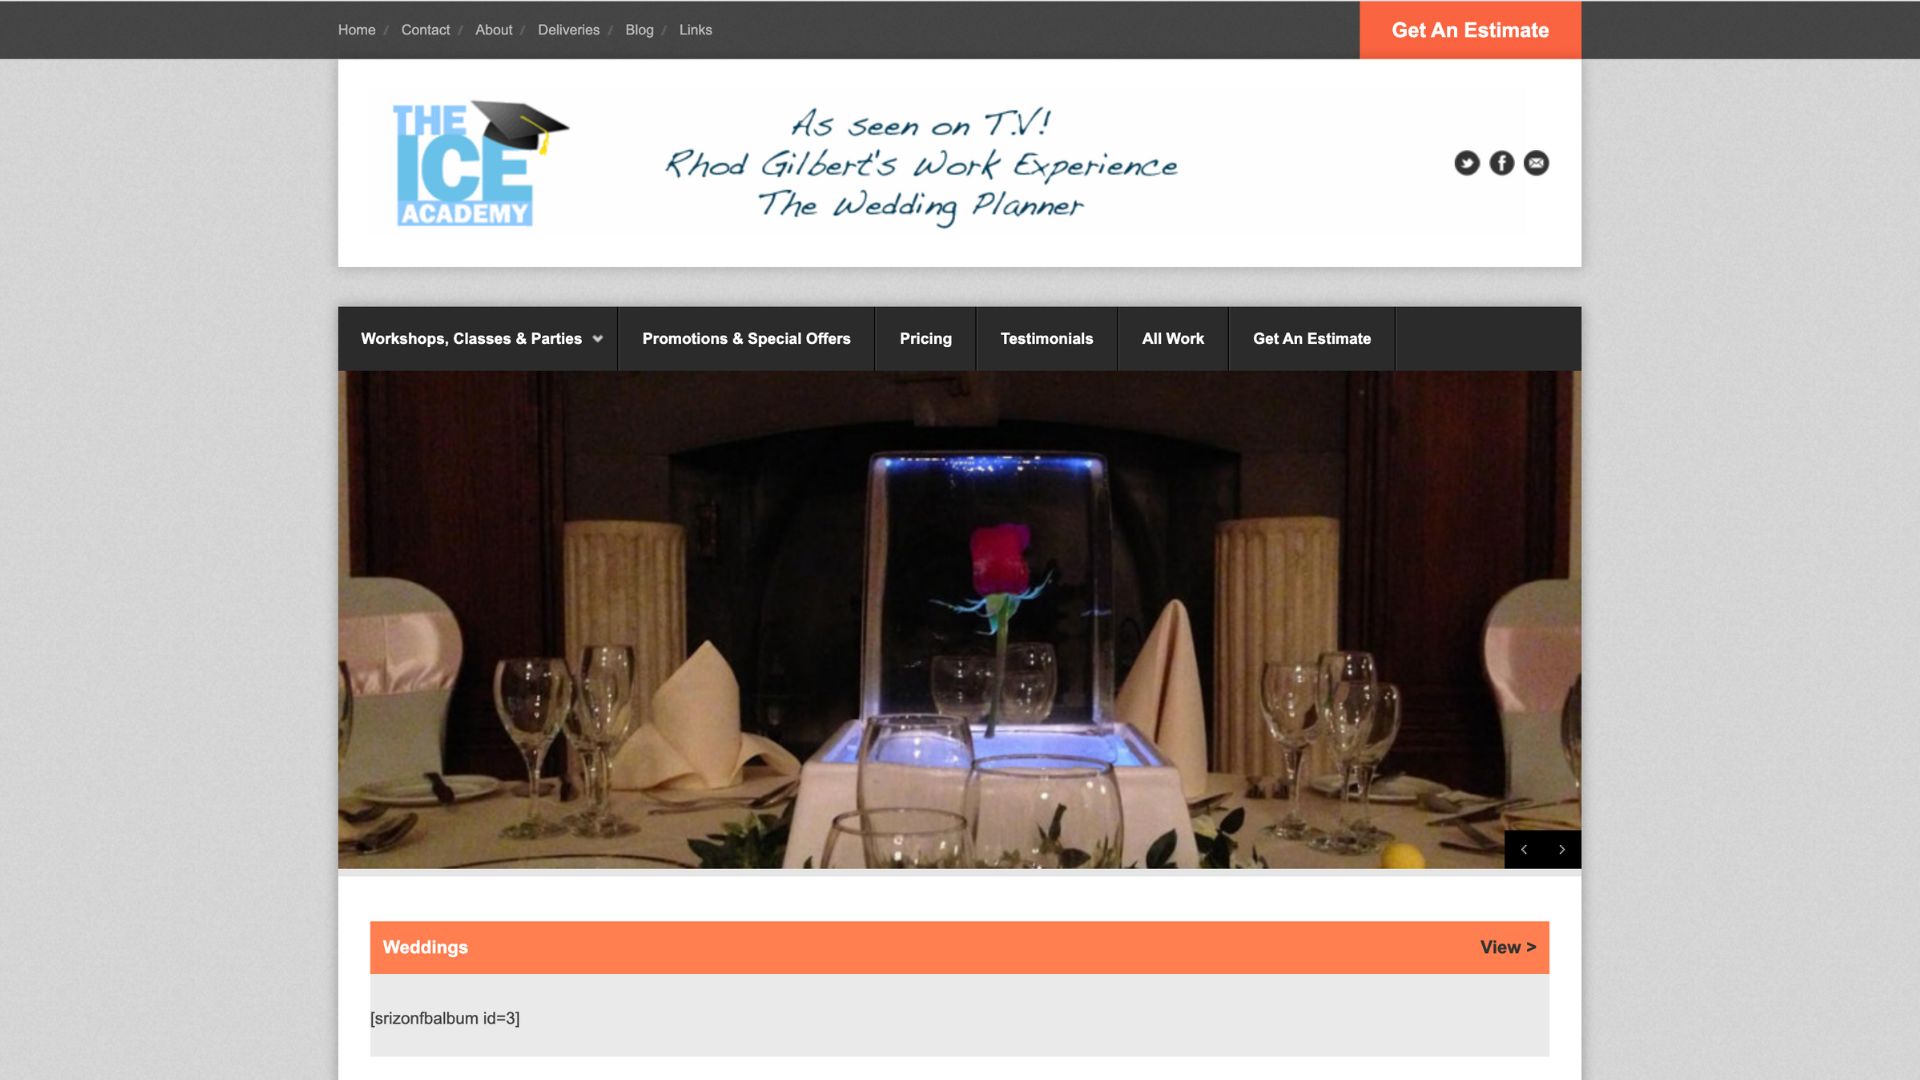 Home / Contact / About / Deliveries / Blog / Links
Get An Estimate
THE
ICE
ACADEMY
As seen on T.V!
Rhod Gilbert's Work Experience
The Wedding Planner
Workshops, Classes & Parties
Promotions & Special Offers
Pricing
Testimonials
All Work
Get An Estimate
Weddings
View >
[srizonfbalbum id=3]